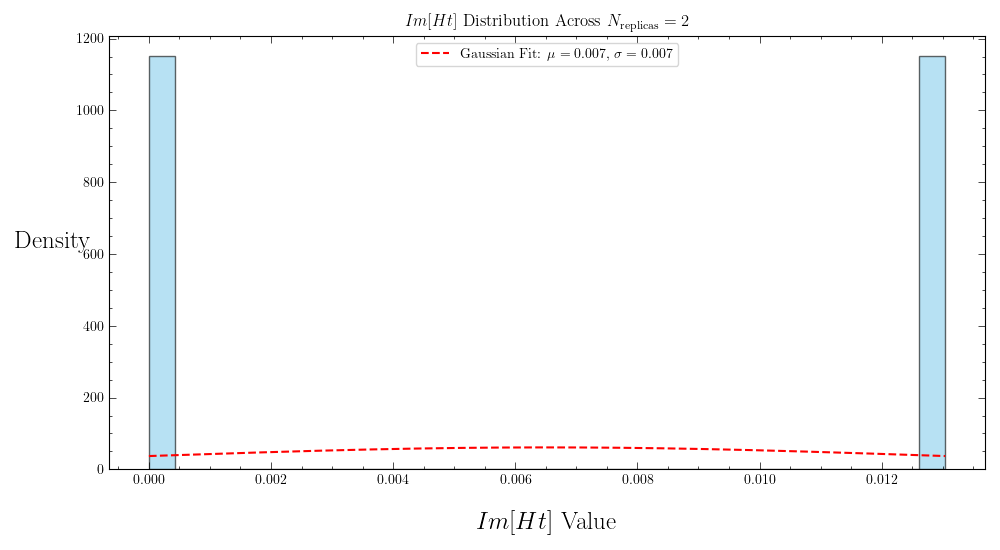 Im[Ht] Distribution Across N_replicas = 2
Gaussian Fit: μ = 0.007, σ = 0.007
Density
1200
1000
800
600
400
200
0
0.000 0.002 0.004 0.006 0.008 0.010 0.012
Im[Ht] Value